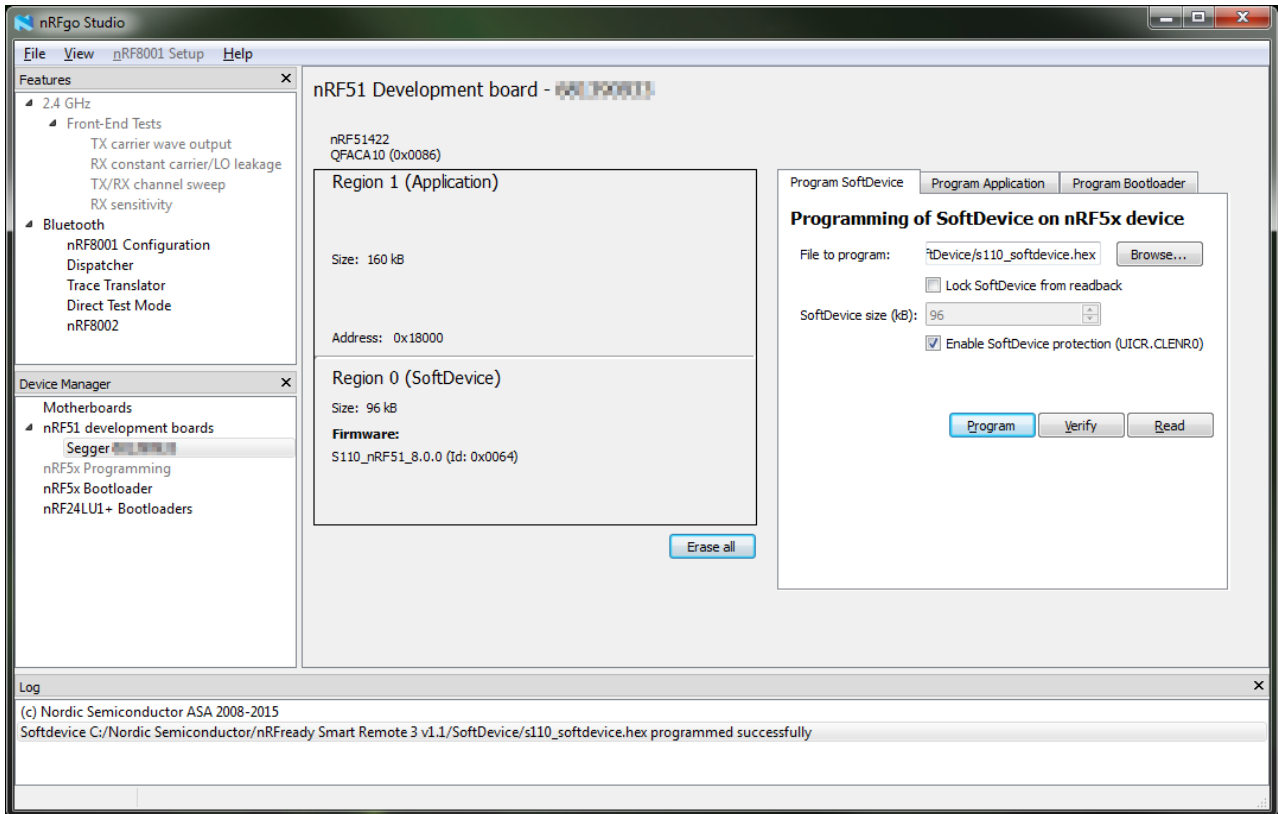 nRFgo Studio
File View nRF8001 Setup Help
Features
2.4 GHz
Front-End Tests
TX carrier wave output
RX constant carrier/LO leakage
TX/RX channel sweep
RX sensitivity
Bluetooth
nRF8001 Configuration
Dispatcher
Trace Translator
Direct Test Mode
nRF8002
Device Manager
Motherboards
nRF51 development boards
Segger
nRF5x Programming
nRF5x Bootloader
nRF24LU1+ Bootloaders
nRF51 Development board -
nRF51422
QFACA10 (0x0086)
Region 1 (Application)
Size: 160 kB
Address: 0x18000
Region 0 (SoftDevice)
Size: 96 kB
Firmware:
S110_nRF51_8.0.0 (Id: 0x0064)
Erase all
Program SoftDevice Program Application Program Bootloader
Programming of SoftDevice on nRF5x device
File to program: tDevice/s110_softdevice.hex Browse...
Lock SoftDevice from readback
SoftDevice size (kB): 96
Enable SoftDevice protection (UICR.CLENR0)
Program Verify Read
Log
(c) Nordic Semiconductor ASA 2008-2015
Softdevice C:/Nordic Semiconductor/nRFready Smart Remote 3 v1.1/SoftDevice/s110_softdevice.hex programmed successfully